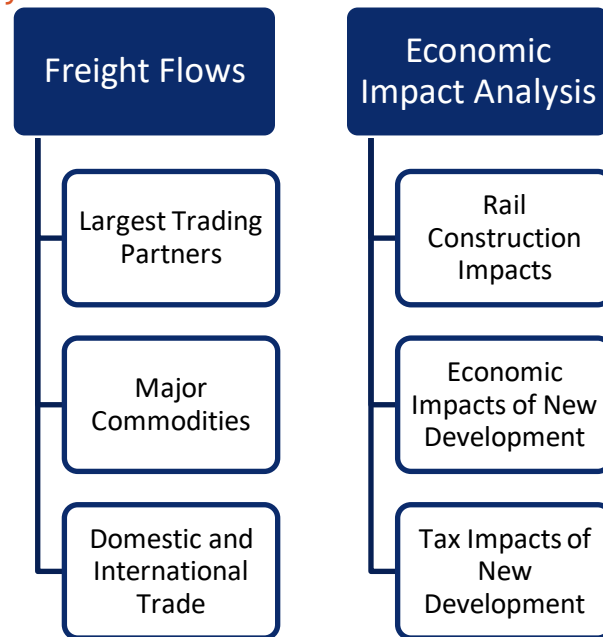 Freight Flows
Largest Trading
Partners
Major
Commodities
Domestic and
International
Trade
Economic
Impact Analysis
Rail
Construction
Impacts
Economic
Impacts of New
Development
Tax Impacts of
New
Development